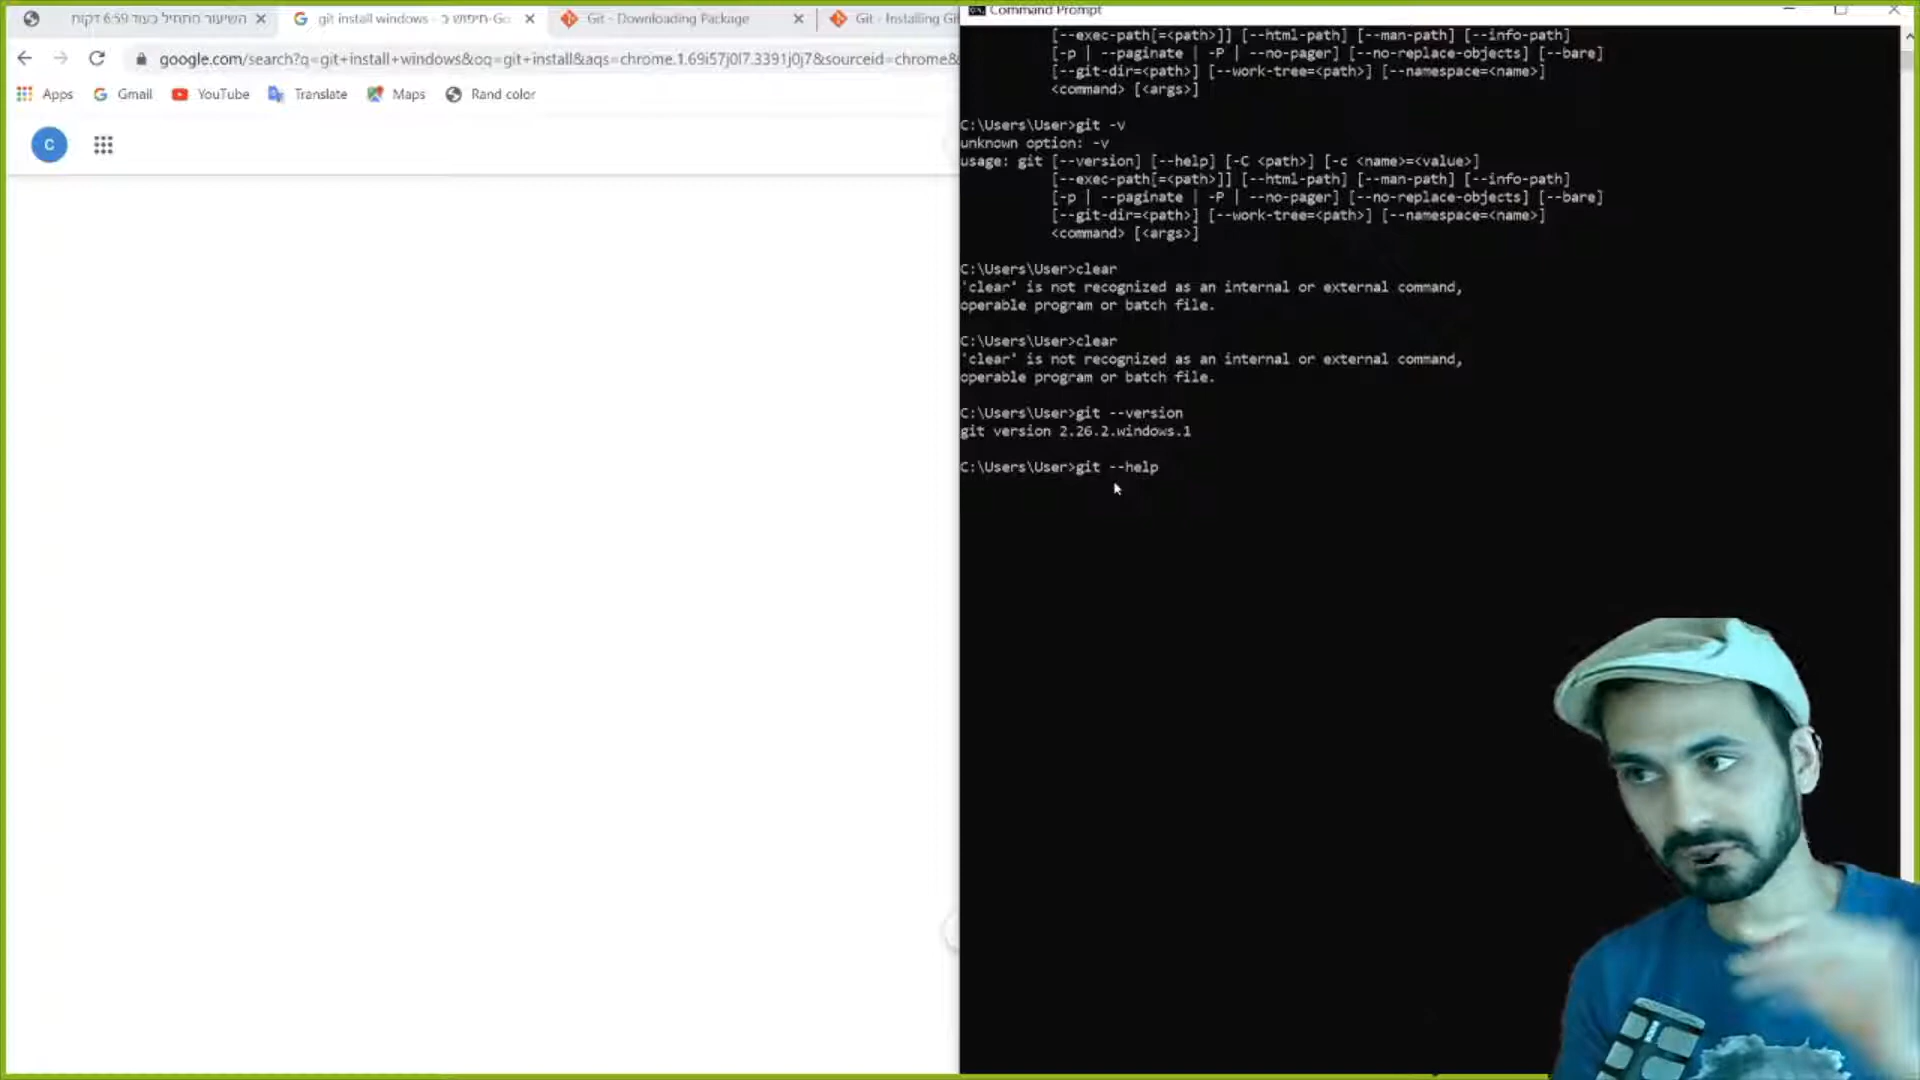 השיעור מתחיל בעוד 6:59 דקות
git install windows - חיפוש ב-Go
Git - Downloading Package
Git - Installing Git
google.com/search?q=git+install+windows&oq=git+install&aqs=chrome.1.69i57j0l7.3391j0j7&sourceid=chrome&
Apps
Gmail
YouTube
Translate
Maps
Rand color
C
Command Prompt
[--exec-path[=<path>]] [--html-path] [--man-path] [--info-path]
[-p | --paginate | -P | --no-pager] [--no-replace-objects] [--bare]
[--git-dir=<path>] [--work-tree=<path>] [--namespace=<name>]
<command> [<args>]
C:\Users\User>git -v
unknown option: -v
usage: git [--version] [--help] [-C <path>] [-c <name>=<value>]
[--exec-path[=<path>]] [--html-path] [--man-path] [--info-path]
[-p | --paginate | -P | --no-pager] [--no-replace-objects] [--bare]
[--git-dir=<path>] [--work-tree=<path>] [--namespace=<name>]
<command> [<args>]
C:\Users\User>clear
'clear' is not recognized as an internal or external command,
operable program or batch file.
C:\Users\User>clear
'clear' is not recognized as an internal or external command,
operable program or batch file.
C:\Users\User>git --version
git version 2.26.2.windows.1
C:\Users\User>git --help